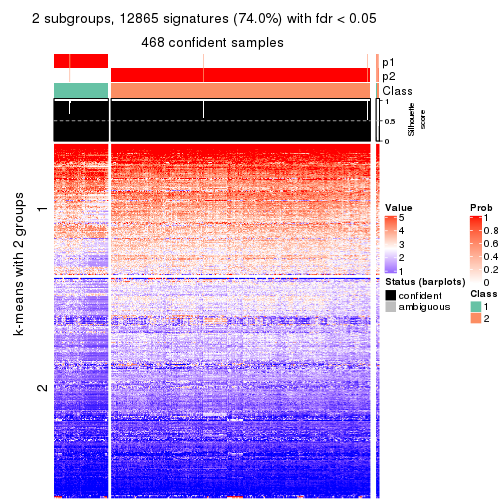 2 subgroups, 12865 signatures (74.0%) with fdr < 0.05
468 confident samples
p1
p2
Class
1
0.5
0
Silhouette
score
k-means with 2 groups
1
2
Value
5
4
3
2
1
Status (barplots)
confident
ambiguous
Prob
1
0.8
0.6
0.4
0.2
0
Class
1
2